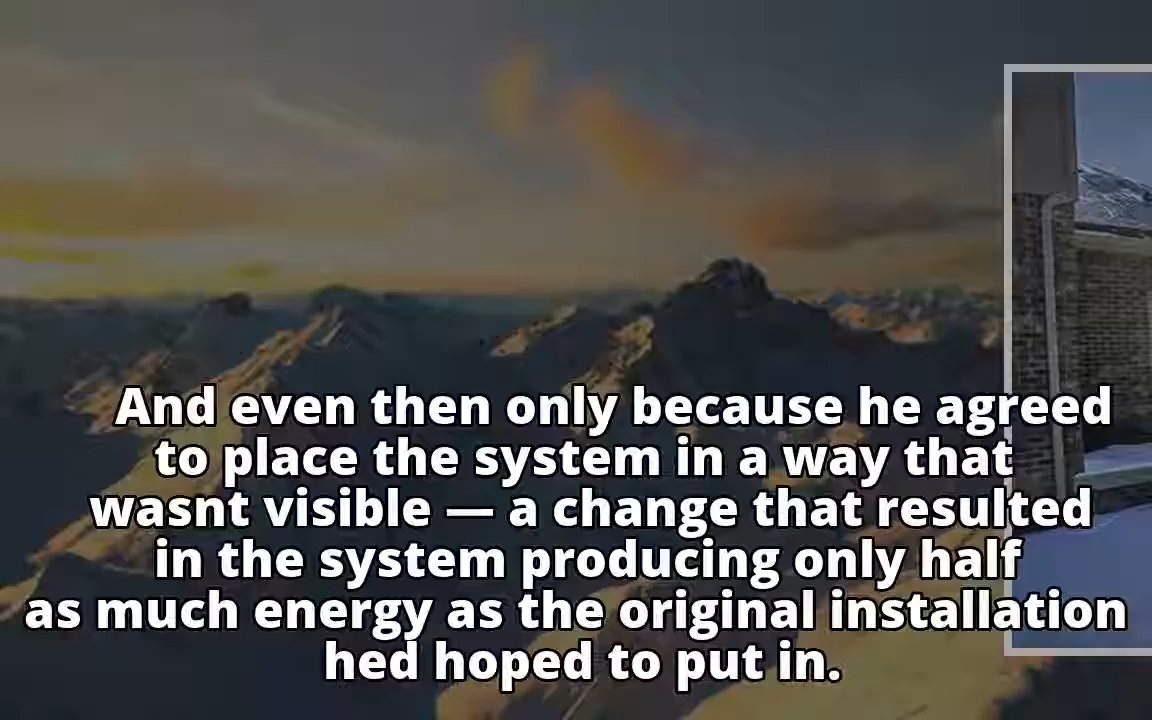 And even then only because he agreed
to place the system in a way that
wasnt visible — a change that resulted
in the system producing only half
as much energy as the original installation
hed hoped to put in.